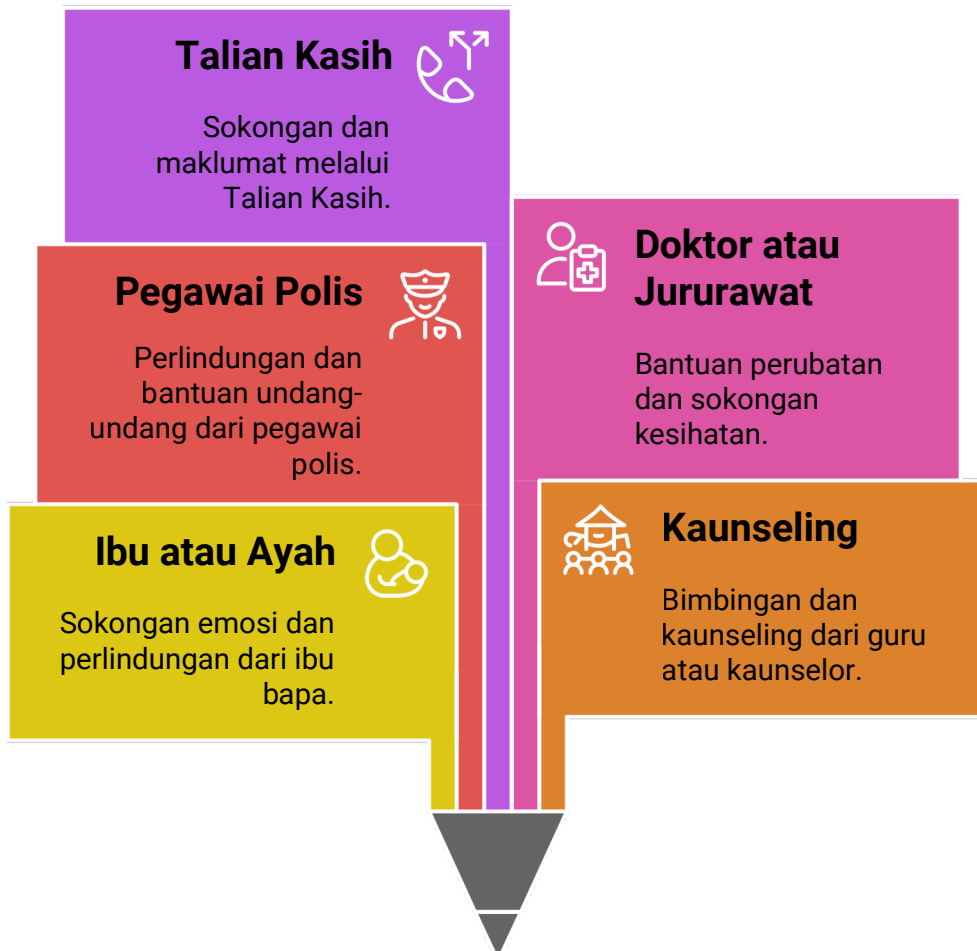 Talian Kasih
Sokongan dan
maklumat melalui
Talian Kasih.
Doktor atau
Jururawat
Bantuan perubatan
dan sokongan
kesihatan.
Pegawai Polis
Perlindungan dan
bantuan undang-
undang dari pegawai
polis.
Ibu atau Ayah
Sokongan emosi dan
perlindungan dari ibu
bapa.
Kaunseling
Bimbingan dan
kaunseling dari guru
atau kaunselor.